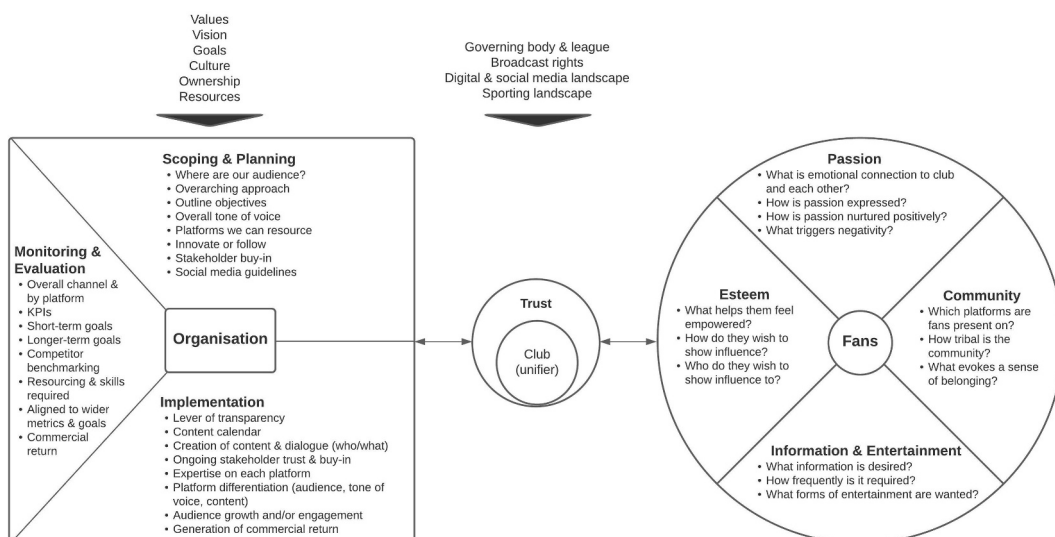 Values
Vision
Goals
Culture
Ownership
Resources
Governing body & league
Broadcast rights
Digital & social media landscape
Sporting landscape
Scoping & Planning
• Where are our audience?
• Overarching approach
• Outline objectives
• Overall tone of voice
• Platforms we can resource
• Innovate or follow
• Stakeholder buy-in
• Social media guidelines
Monitoring &
Evaluation
• Overall channel &
by platform
• KPIs
• Short-term goals
• Longer-term goals
• Competitor
benchmarking
• Resourcing & skills
required
• Aligned to wider
metrics & goals
• Commercial
return
Organisation
Implementation
• Lever of transparency
• Content calendar
• Creation of content & dialogue (who/what)
• Ongoing stakeholder trust & buy-in
• Expertise on each platform
• Platform differentiation (audience, tone of
voice, content)
• Audience growth and/or engagement
• Generation of commercial return
Trust
Club
(unifier)
Passion
• What is emotional connection to club
and each other?
• How is passion expressed?
• How is passion nurtured positively?
• What triggers negativity?
Esteem
• What helps them feel
empowered?
• How do they wish to
show influence?
• Who do they wish to
show influence to?
Fans
Community
• Which platforms are
fans present on?
• How tribal is the
community?
• What evokes a sense
of belonging?
Information & Entertainment
• What information is desired?
• How frequently is it required?
• What forms of entertainment are wanted?